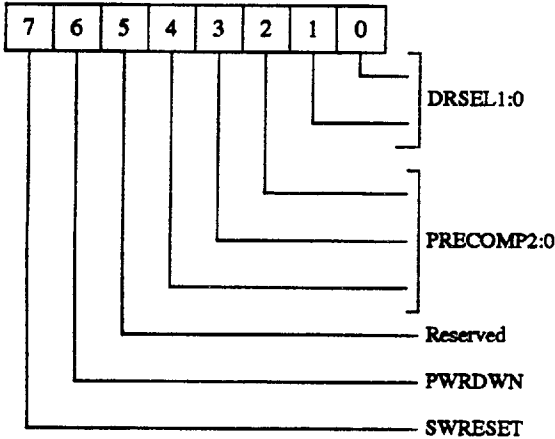 7 6 5 4 3 2 1 0
DRSEL1:0
PRECOMP2:0
Reserved
PWRDWN
SWRESET